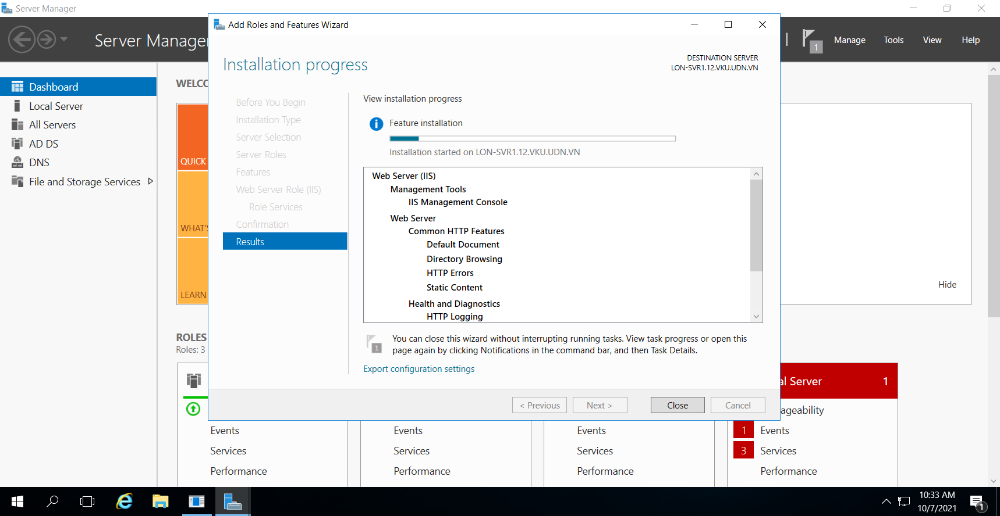 Server Manager
Server Manager
1
Manage
Tools
View
Help
Dashboard
Local Server
All Servers
AD DS
DNS
File and Storage Services
WELC
QUICK
WHAT'S
LEARN
Hide
ROLES
Roles: 3
Add Roles and Features Wizard
Installation progress
DESTINATION SERVER
LON-SVR1.12.VKU.UDN.VN
Before You Begin
Installation Type
Server Selection
Server Roles
Features
Web Server Role (IIS)
Role Services
Confirmation
Results
View installation progress
Feature installation
Installation started on LON-SVR1.12.VKU.UDN.VN
Web Server (IIS)
Management Tools
IIS Management Console
Web Server
Common HTTP Features
Default Document
Directory Browsing
HTTP Errors
Static Content
Health and Diagnostics
HTTP Logging
1
You can close this wizard without interrupting running tasks. View task progress or open this
page again by clicking Notifications in the command bar, and then Task Details.
Export configuration settings
< Previous
Next >
Close
Cancel
al Server
1
ageability
Events
Services
Performance
Events
Services
Performance
Events
Services
Performance
1 Events
3 Services
Performance
10:33 AM
10/7/2021
1